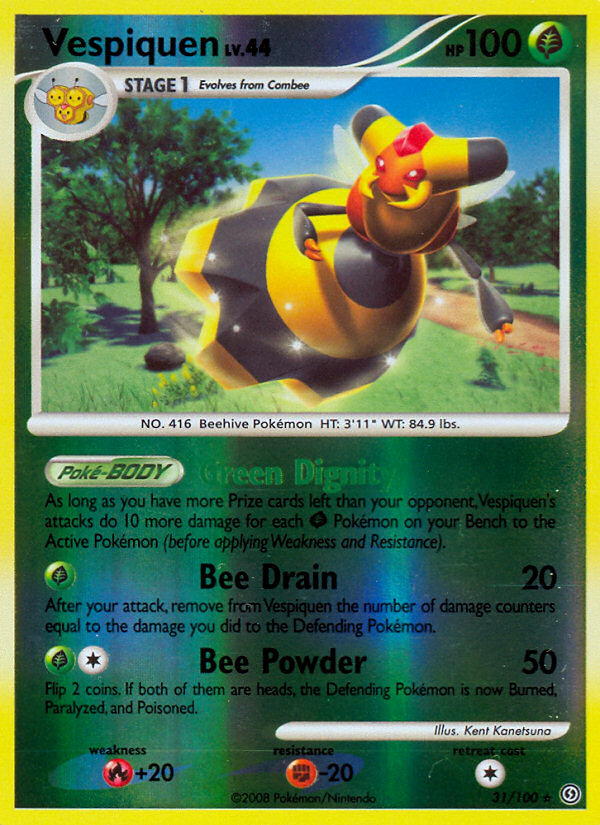 Vespiquen LV.44 HP 100
STAGE 1 Evolves from Combee
NO. 416 Beehive Pokémon HT: 3'11" WT: 84.9 lbs.
Poké-BODY Green Dignity
As long as you have more Prize cards left than your opponent, Vespiquen's
attacks do 10 more damage for each Pokémon on your Bench to the
Active Pokémon (before applying Weakness and Resistance).
Bee Drain 20
After your attack, remove from Vespiquen the number of damage counters
equal to the damage you did to the Defending Pokémon.
Bee Powder 50
Flip 2 coins. If both of them are heads, the Defending Pokémon is now Burned,
Paralyzed, and Poisoned.
Illus. Kent Kanetsuna
weakness resistance retreat cost
+20 -20
©2008 Pokémon/Nintendo 31/100